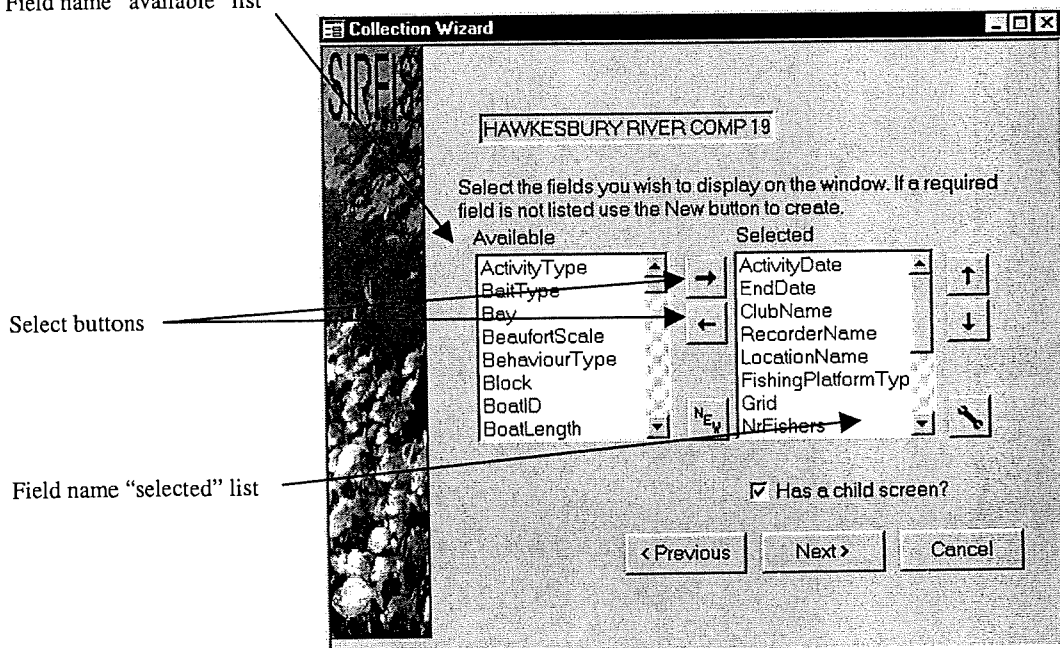 Field name "available" list
Collection Wizard
SIRFIS
HAWKESBURY RIVER COMP 19
Select the fields you wish to display on the window. If a required
field is not listed use the New button to create.
Available
Selected
ActivityType
BaitType
Bay
BeaufortScale
BehaviourType
Block
BoatID
BoatLength
NEW
ActivityDate
EndDate
ClubName
RecorderName
LocationName
FishingPlatformTyp
Grid
NrFishers
Select buttons
Field name “selected” list
Has a child screen?
< Previous
Next >
Cancel